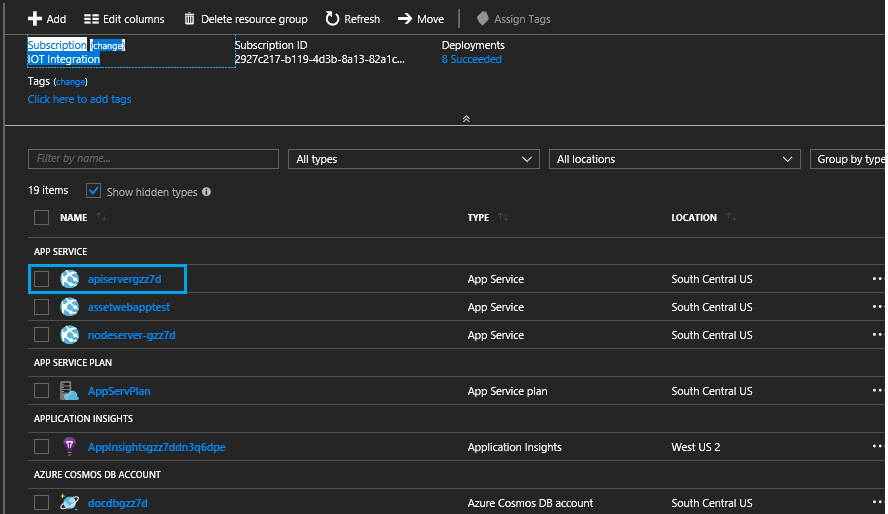 Add Edit columns Delete resource group Refresh Move Assign Tags
Subscription (change) Subscription ID Deployments
IOT Integration 2927c217-b119-4d3b-8a13-82a1c... 8 Succeeded
Tags (change)
Click here to add tags
Filter by name... All types All locations Group by type
19 items Show hidden types
NAME TYPE LOCATION
APP SERVICE
apiservergzz7d App Service South Central US
assetwebapptest App Service South Central US
nodeserver-gzz7d App Service South Central US
APP SERVICE PLAN
AppServPlan App Service plan South Central US
APPLICATION INSIGHTS
AppInsightsgzz7ddn3q6dpe Application Insights West US 2
AZURE COSMOS DB ACCOUNT
docdbgzz7d Azure Cosmos DB account South Central US